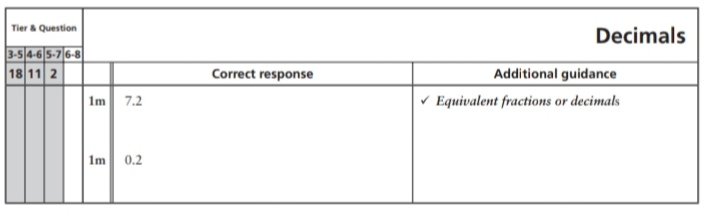 Tier & Question
Decimals
3-5 4-6 5-7 6-8
18 11 2 Correct response Additional guidance
1m 7.2 ✓ Equivalent fractions or decimals
1m 0.2